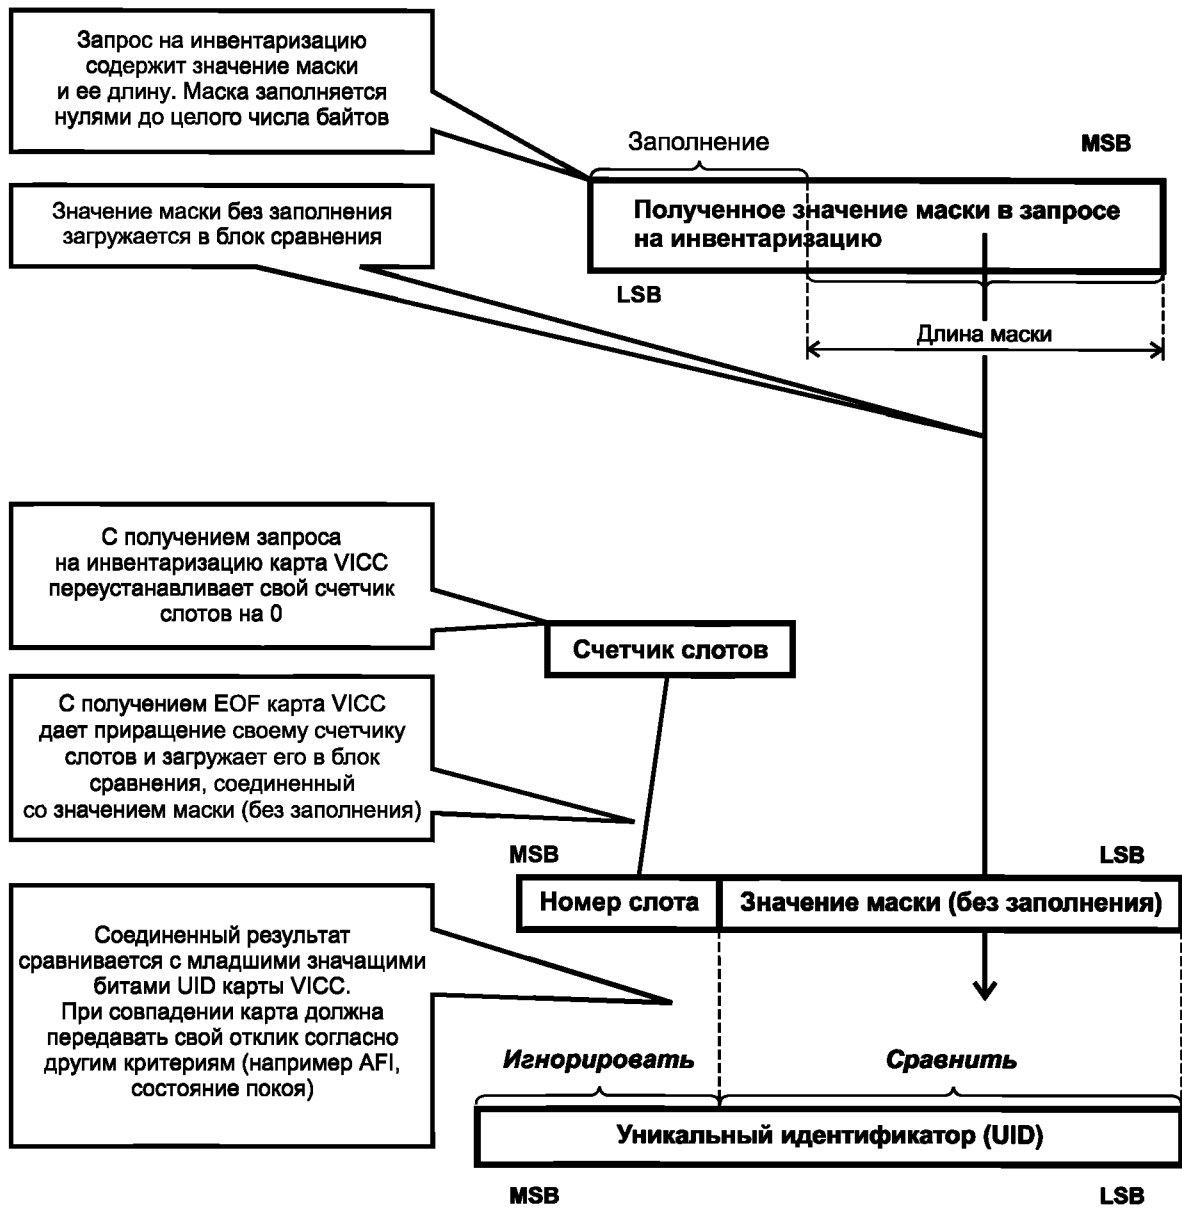 Запрос на инвентаризацию
содержит значение маски
и ее длину. Маска заполняется
нулями до целого числа байтов
Заполнение
MSB
Полученное значение маски в запросе
на инвентаризацию
Значение маски без заполнения
загружается в блок сравнения
LSB
Длина маски
С получением запроса
на инвентаризацию карта VICC
переустанавливает свой счетчик
слотов на 0
Счетчик слотов
С получением EOF карта VICC
дает приращение своему счетчику
слотов и загружает его в блок
сравнения, соединенный
со значением маски (без заполнения)
MSB
LSB
Номер слота
Значение маски (без заполнения)
Соединенный результат
сравнивается с младшими значащими
битами UID карты VICC.
При совпадении карта должна
передавать свой отклик согласно
другим критериям (например AFI,
состояние покоя)
Игнорировать
Сравнить
Уникальный идентификатор (UID)
MSB
LSB